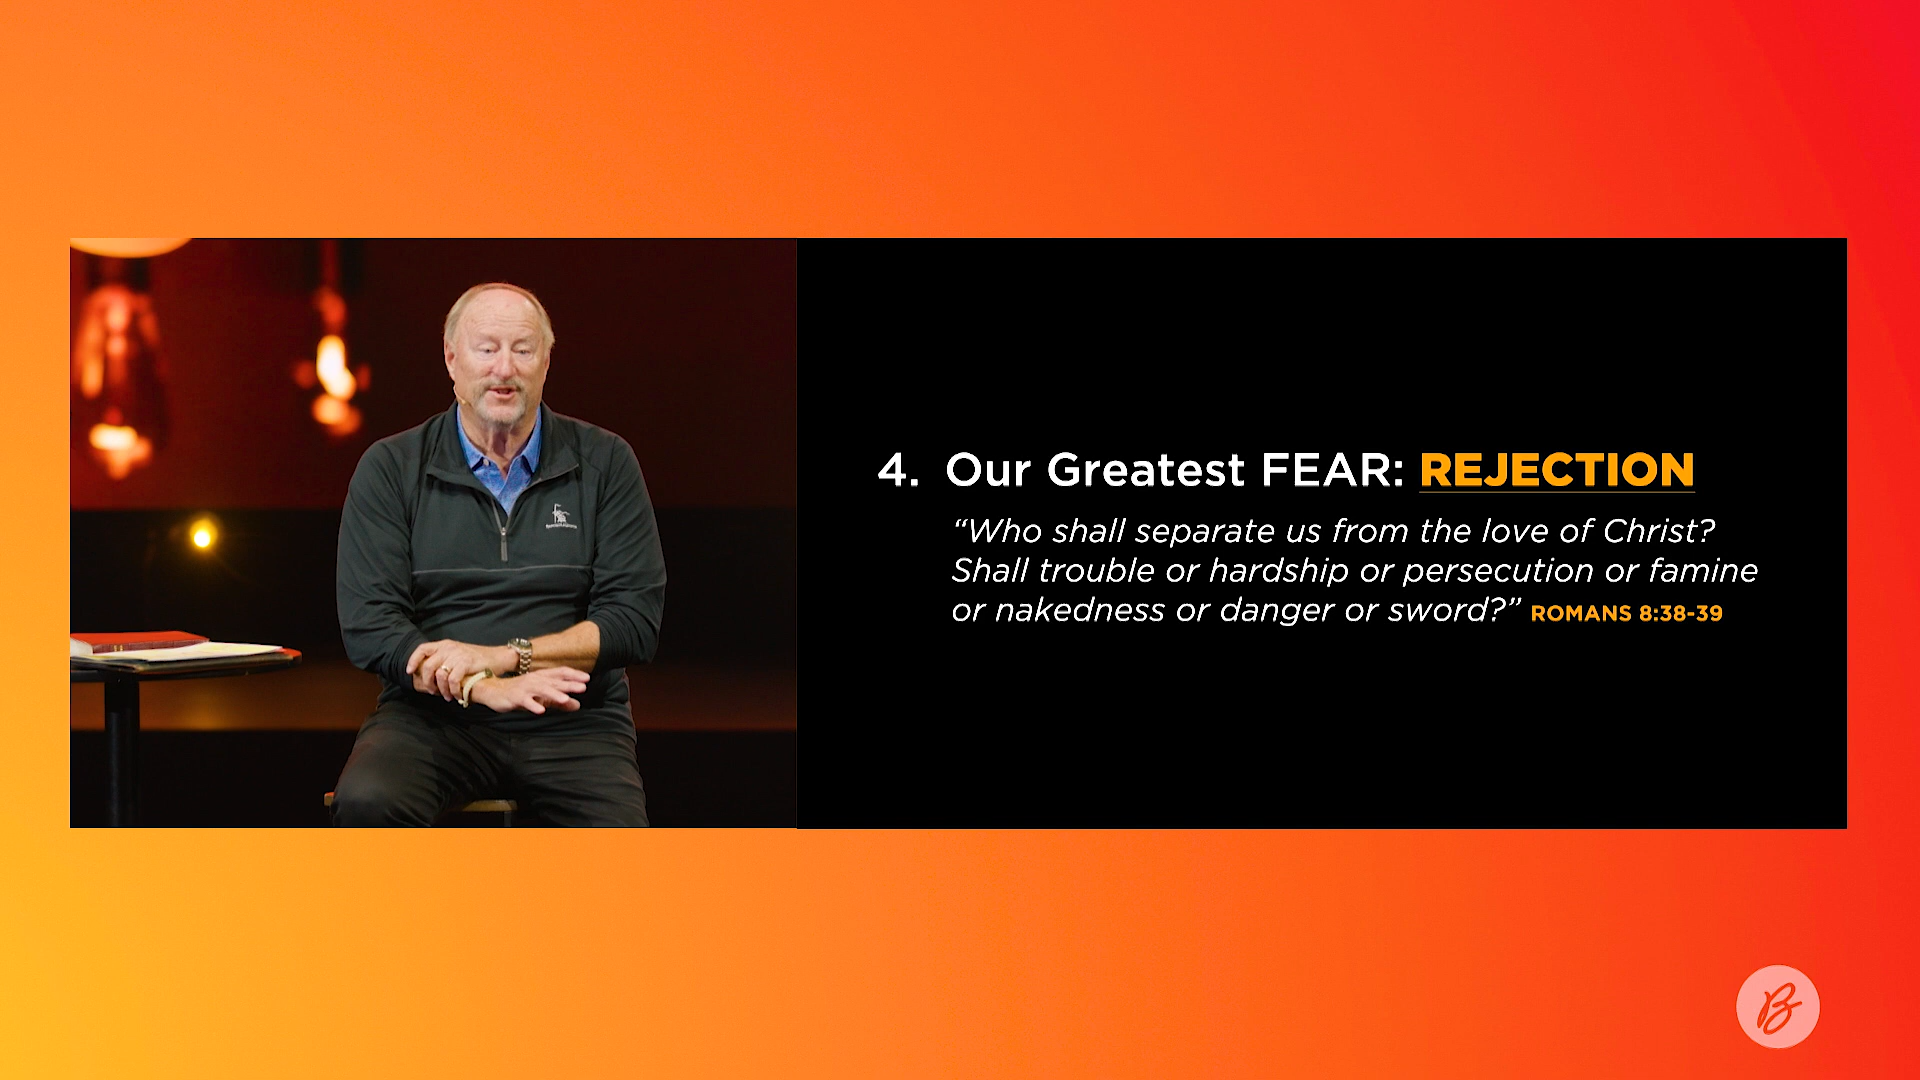 4. Our Greatest FEAR: REJECTION
“Who shall separate us from the love of Christ?
Shall trouble or hardship or persecution or famine
or nakedness or danger or sword?” ROMANS 8:38-39
B